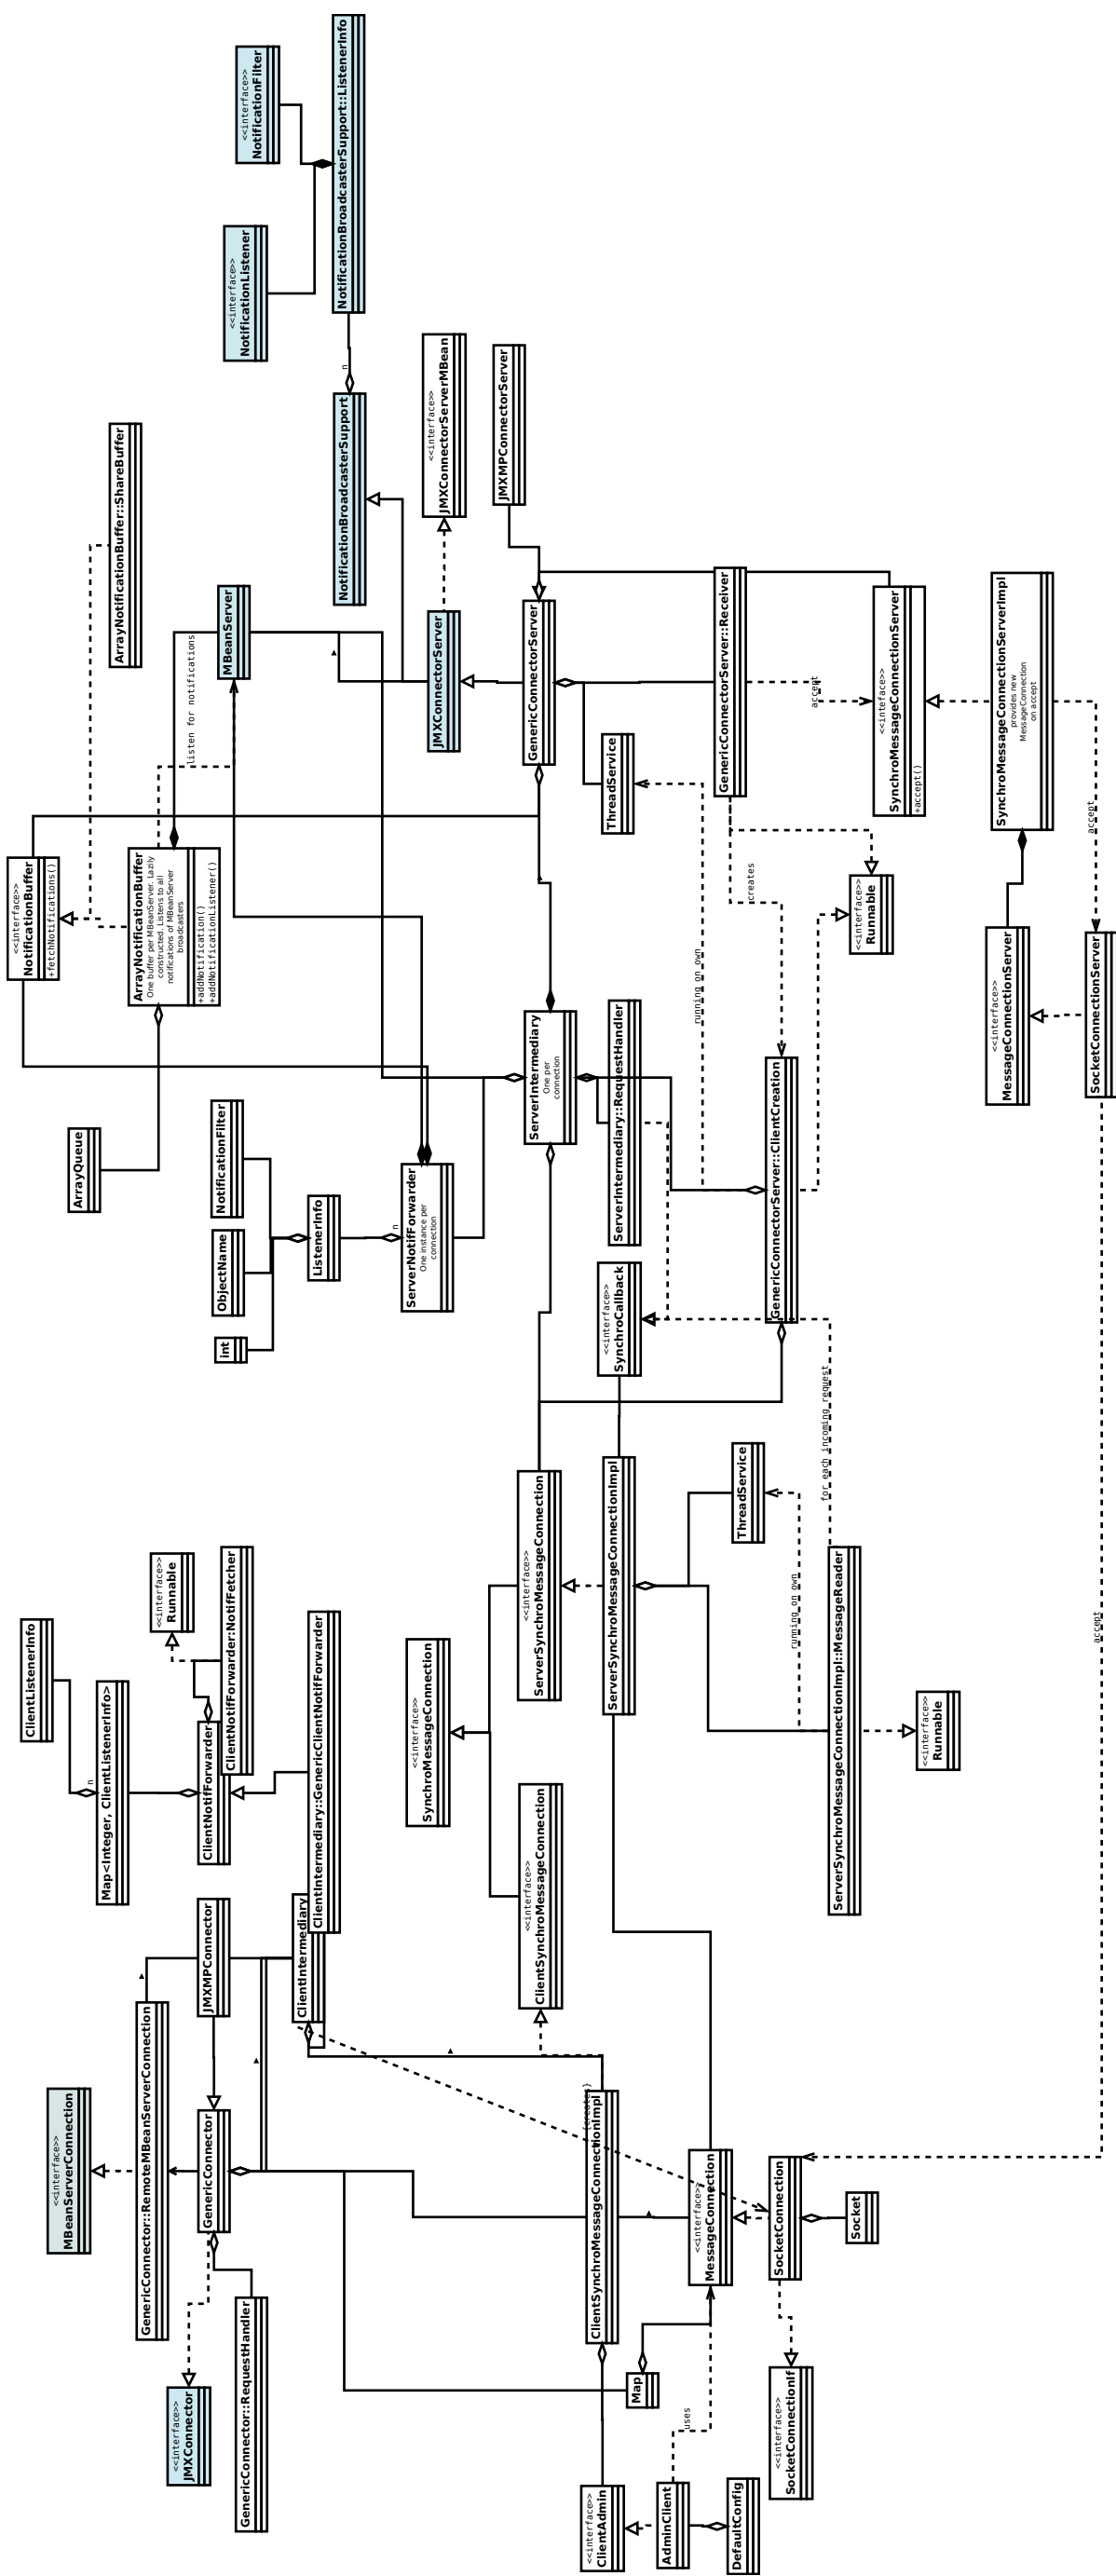 <<interface>>
NotificationBuffer
+fetchNotifications()
ClientListenerInfo
<<interface>>
MBeanServerConnection
ArrayQueue
Map<Integer, ClientListenerInfo>
n
ArrayNotificationBuffer::ShareBuffer
ArrayNotificationBuffer
One buffer per MBeanServer. Lazily
constructed. Listens to all
notifications of MBeanServer
broadcasters
+addNotification()
+addNotificationListener()
GenericConnector::RemoteMBeanServerConnection
<<interface>>
Runnable
<<interface>>
JMXConnector
listen for notifications
GenericConnector
JMXMPConnector
ClientNotifForwarder
ClientNotifForwarder:NotifFetcher
int
ObjectName
NotificationFilter
MBeanServer
<<interface>>
NotificationListener
<<interface>>
NotificationFilter
GenericConnector::RequestHandler
ClientIntermediary
ClientIntermediary::GenericClientNotifForwarder
ListenerInfo
n
NotificationBroadcasterSupport
n
NotificationBroadcasterSupport::ListenerInfo
<<interface>>
SynchroMessageConnection
ServerNotifForwarder
One instance per
connection
JMXConnectorServer
<<interface>>
JMXConnectorServerMBean
<<interface>>
ClientSynchroMessageConnection
<<interface>>
ServerSynchroMessageConnection
ServerIntermediary
One per
connection
GenericConnectorServer
JMXMPConnectorServer
<<interface>>
ClientAdmin
ClientSynchroMessageConnectionImpl
{creates}
ServerSynchroMessageConnectionImpl
<<interface>>
SynchroCallback
ServerIntermediary::RequestHandler
ThreadService
Map
AdminClient
uses
<<interface>>
MessageConnection
running on own
GenericConnectorServer::Receiver
DefaultConfig
ThreadService
creates
<<interface>>
SocketConnectionIf
SocketConnection
running on own
GenericConnectorServer::ClientCreation
accept
for each incoming request
Socket
ServerSynchroMessageConnectionImpl::MessageReader
<<interface>>
Runnable
<<inteface>>
SynchroMessageConnectionServer
+accept()
<<interface>>
Runnable
<<interface>>
MessageConnectionServer
SynchroMessageConnectionServerImpl
provides new
MessageConnection
on accept
accept
accept
SocketConnectionServer